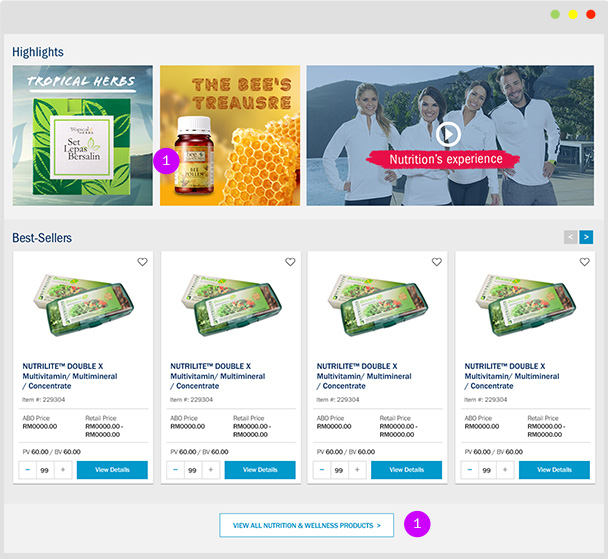 Highlights
TROPICAL HERBS
Tropical
HERBS
Set
Lepas
Bersalin
THE BEE'S
TREAUSRE
bee
BEE
POLLEN
1
Nutrition's experience
Best-Sellers
< >
NUTRILITE™ DOUBLE X
Multivitamin/ Multimineral
/ Concentrate
Item #: 229304
ABO Price Retail Price
RM0000.00 RM0000.00 -
RM0000.00
PV 60.00 / BV 60.00
− 99 + View Details
NUTRILITE™ DOUBLE X
Multivitamin/ Multimineral
/ Concentrate
Item #: 229304
ABO Price Retail Price
RM0000.00 RM0000.00 -
RM0000.00
PV 60.00 / BV 60.00
− 99 + View Details
NUTRILITE™ DOUBLE X
Multivitamin/ Multimineral
/ Concentrate
Item #: 229304
ABO Price Retail Price
RM0000.00 RM0000.00 -
RM0000.00
PV 60.00 / BV 60.00
− 99 + View Details
NUTRILITE™ DOUBLE X
Multivitamin/ Multimineral
/ Concentrate
Item #: 229304
ABO Price Retail Price
RM0000.00 RM0000.00 -
RM0000.00
PV 60.00 / BV 60.00
− 99 + View Details
VIEW ALL NUTRITION & WELLNESS PRODUCTS >
1